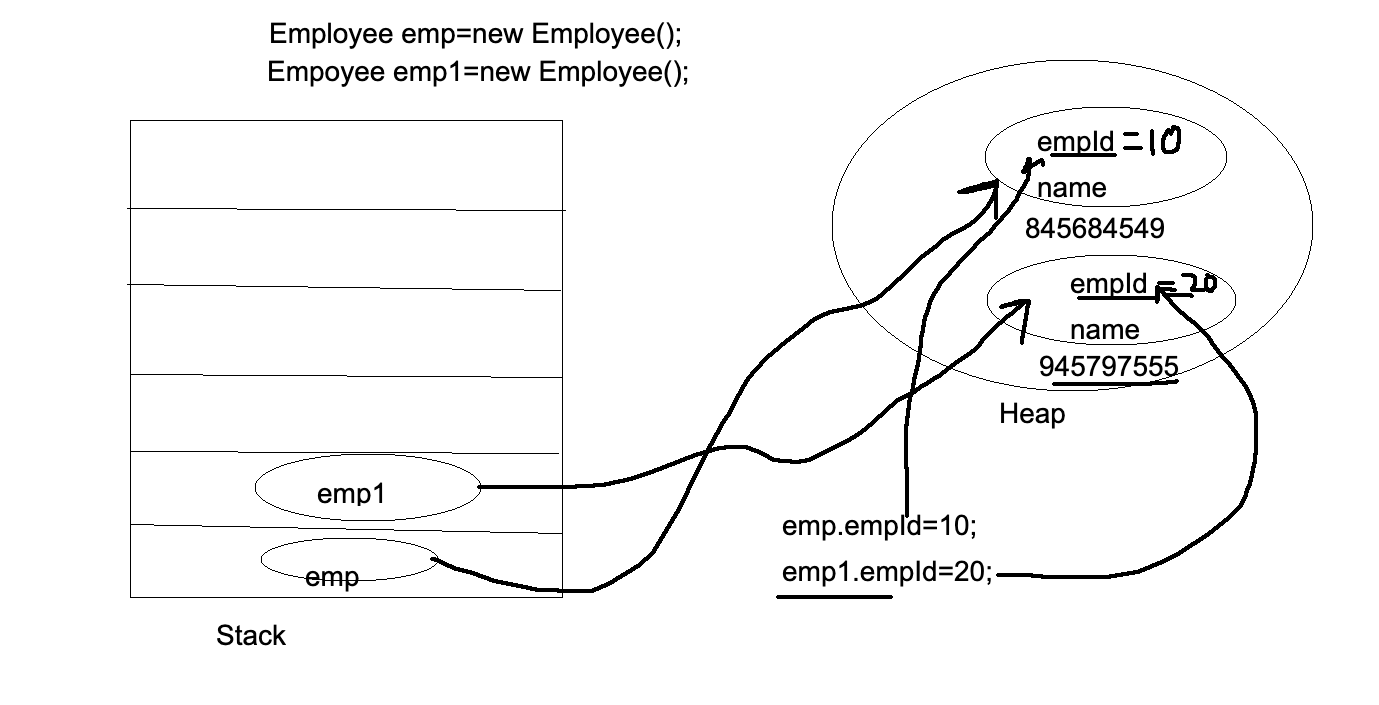 Employee emp=new Employee();
Empoyee emp1=new Employee();
emp1
emp
Stack
empId =10
name
845684549
empId =20
name
945797555
Heap
emp.empId=10;
emp1.empId=20;